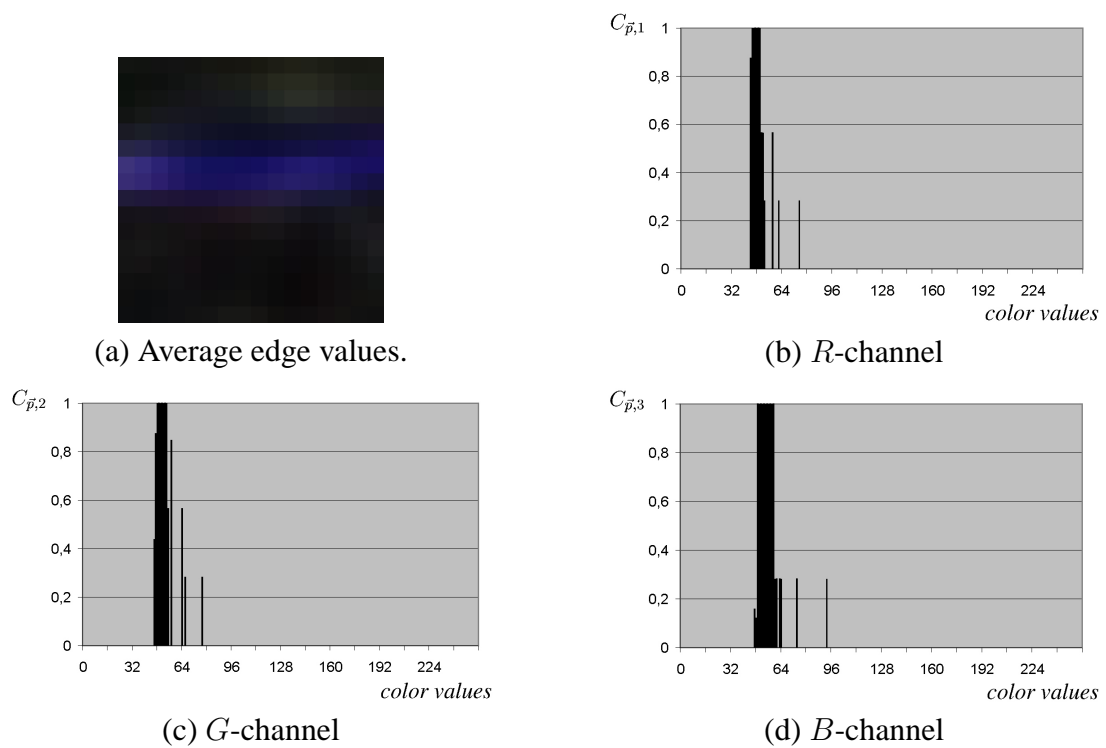 (a) Average edge values.
C_{\vec{p},1}
1
0,8
0,6
0,4
0,2
0
0 32 64 96 128 160 192 224
color values
(b) R-channel
C_{\vec{p},2}
1
0,8
0,6
0,4
0,2
0
0 32 64 96 128 160 192 224
color values
(c) G-channel
C_{\vec{p},3}
1
0,8
0,6
0,4
0,2
0
0 32 64 96 128 160 192 224
color values
(d) B-channel